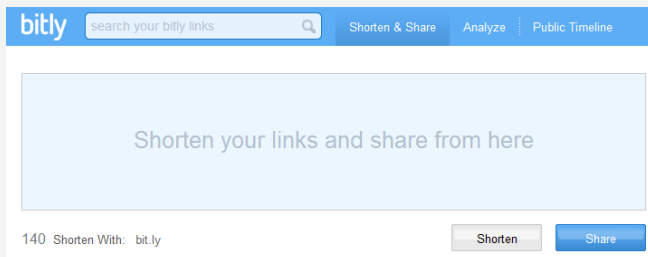 bitly search your bitly links Shorten & Share Analyze Public Timeline
Shorten your links and share from here
140 Shorten With: bit.ly Shorten Share